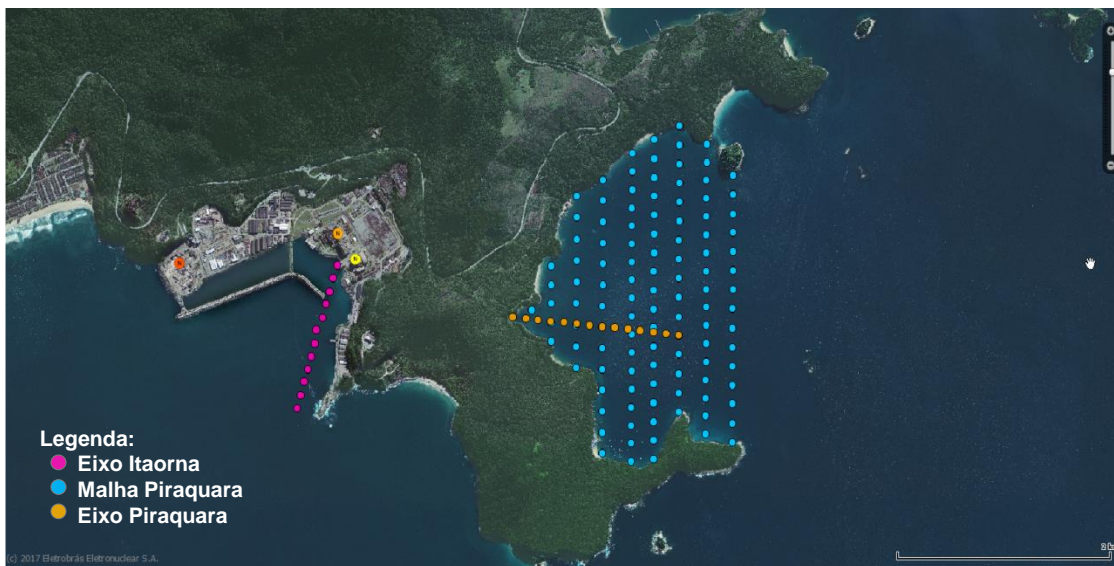 N
N
N
Legenda:
Eixo Itaorna
Malha Piraquara
Eixo Piraquara
(c) 2017 Eletrobrás Eletronuclear S.A.